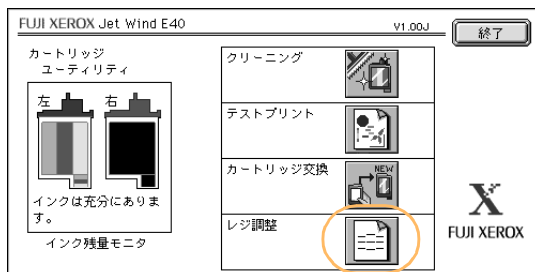 FUJI XEROX Jet Wind E40
V1.00J
終了
カートリッジ
ユーティリティ
左
右
インクは充分にありま
す。
インク残量モニタ
クリーニング
テストプリント
カートリッジ交換
NEW
レジ調整
X
FUJI XEROX